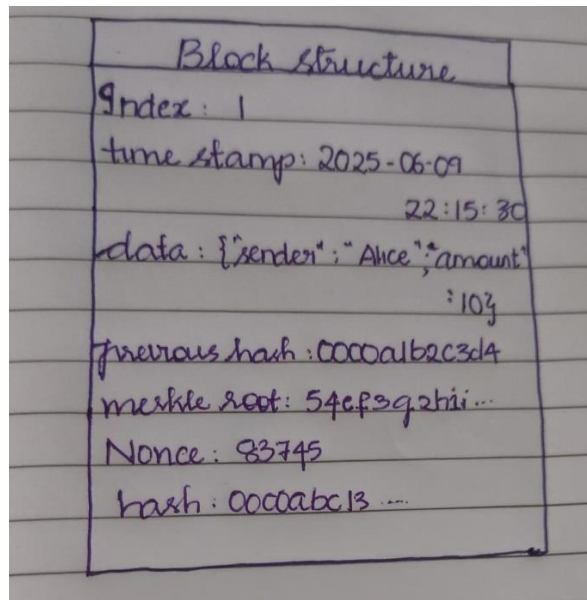 Block structure
Index: 1
time stamp: 2025-06-09
22:15:30
data: {"sender":"Alice","amount"
:10}
previous hash: 0000a1b2c3d4
merkle root:
Nonce: 83745
hash: 0000abc13 ....